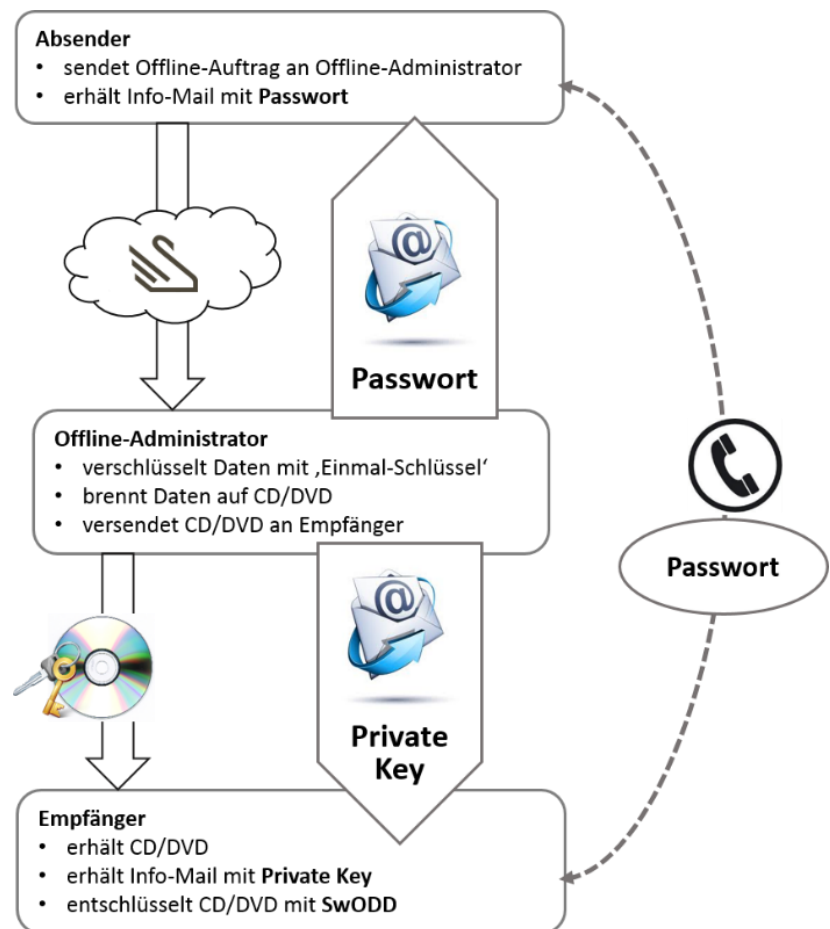 Absender
• sendet Offline-Auftrag an Offline-Administrator
• erhält Info-Mail mit Passwort
@
Passwort
Offline-Administrator
• verschlüsselt Daten mit ‚Einmal-Schlüssel‘
• brennt Daten auf CD/DVD
• versendet CD/DVD an Empfänger
Passwort
@
Private
Key
Empfänger
• erhält CD/DVD
• erhält Info-Mail mit Private Key
• entschlüsselt CD/DVD mit SwODD